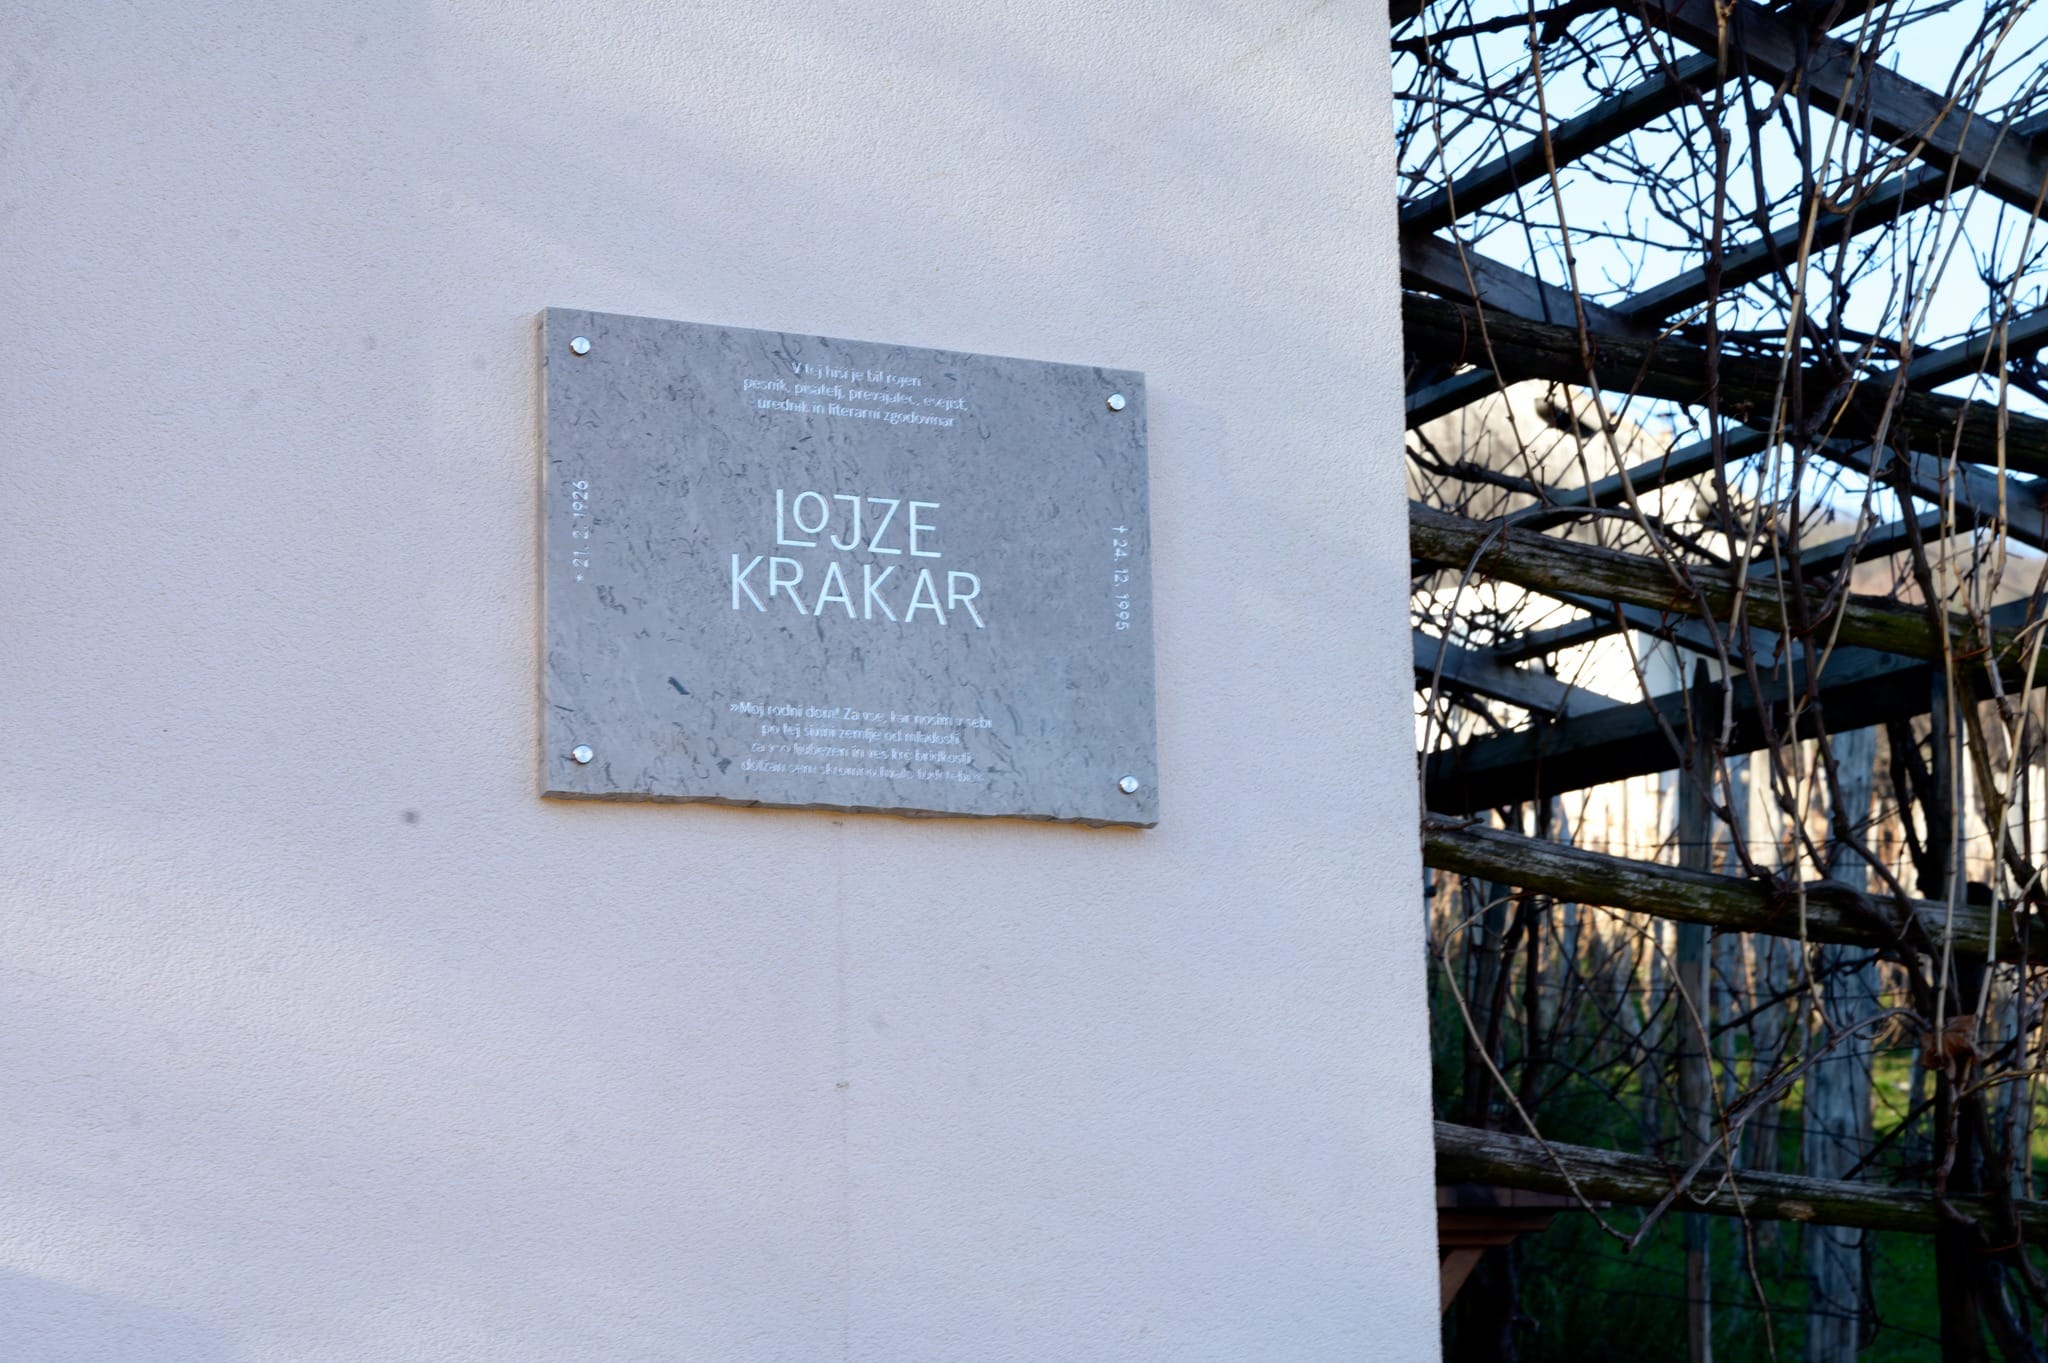 V tej hiši je bil rojen
pesnik, pisatelj, prevajalec, esejist,
urednik in literarni zgodovinar
* 21. 2. 1926
LOJZE
KRAKAR
† 24. 12. 1995
»Moj rodni dom! Za vse, kar nosim v sebi
po tej zemlje od mladosti
za vso ljubezen in ves bridkosti
dolžan sem skromno hvalo tudi tebi.«